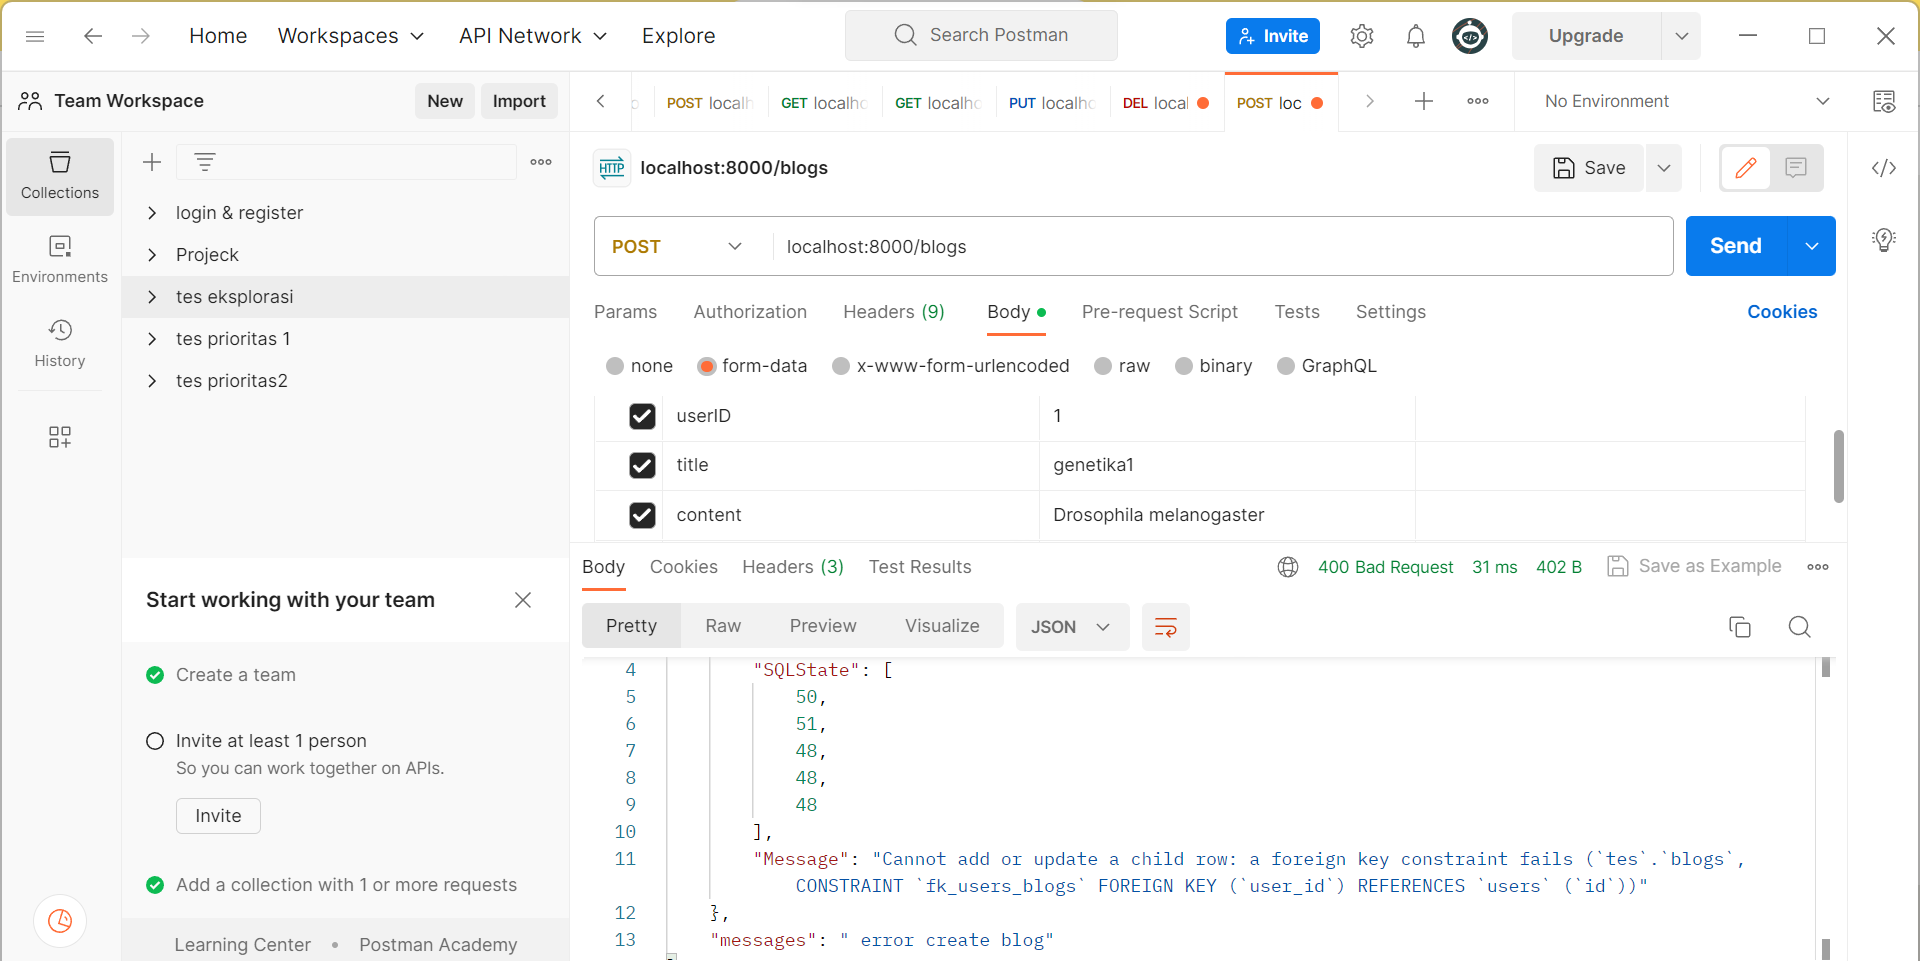 Home Workspaces API Network Explore Search Postman Invite Upgrade
Team Workspace New Import
POST localh GET localho GET localho PUT localho DEL local POST loc No Environment
Collections
Environments
History
login & register
Projeck
tes eksplorasi
tes prioritas 1
tes prioritas2
HTTP localhost:8000/blogs Save
POST localhost:8000/blogs Send
Params Authorization Headers (9) Body Pre-request Script Tests Settings Cookies
none form-data x-www-form-urlencoded raw binary GraphQL
userID 1
title genetika1
content Drosophila melanogaster
Body Cookies Headers (3) Test Results 400 Bad Request 31 ms 402 B Save as Example
Pretty Raw Preview Visualize JSON
4 "SQLState": [
5 50,
6 51,
7 48,
8 48,
9 48
10 ],
11 "Message": "Cannot add or update a child row: a foreign key constraint fails (`tes`.`blogs`,
CONSTRAINT `fk_users_blogs` FOREIGN KEY (`user_id`) REFERENCES `users` (`id`))"
12 },
13 "messages": " error create blog"
Start working with your team
Create a team
Invite at least 1 person
So you can work together on APIs.
Invite
Add a collection with 1 or more requests
Learning Center • Postman Academy